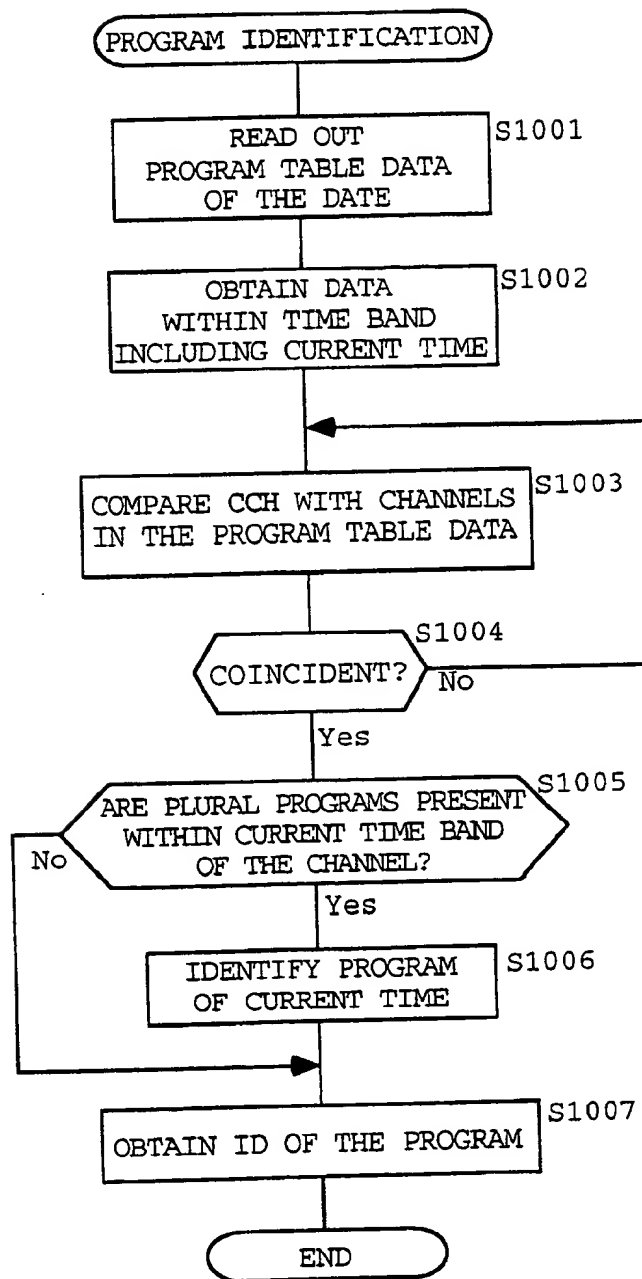 PROGRAM IDENTIFICATION
S1001
READ OUT
PROGRAM TABLE DATA
OF THE DATE
S1002
OBTAIN DATA
WITHIN TIME BAND
INCLUDING CURRENT TIME
S1003
COMPARE CCH WITH CHANNELS
IN THE PROGRAM TABLE DATA
S1004
COINCIDENT?
No
Yes
S1005
ARE PLURAL PROGRAMS PRESENT
WITHIN CURRENT TIME BAND
OF THE CHANNEL?
No
Yes
S1006
IDENTIFY PROGRAM
OF CURRENT TIME
S1007
OBTAIN ID OF THE PROGRAM
END